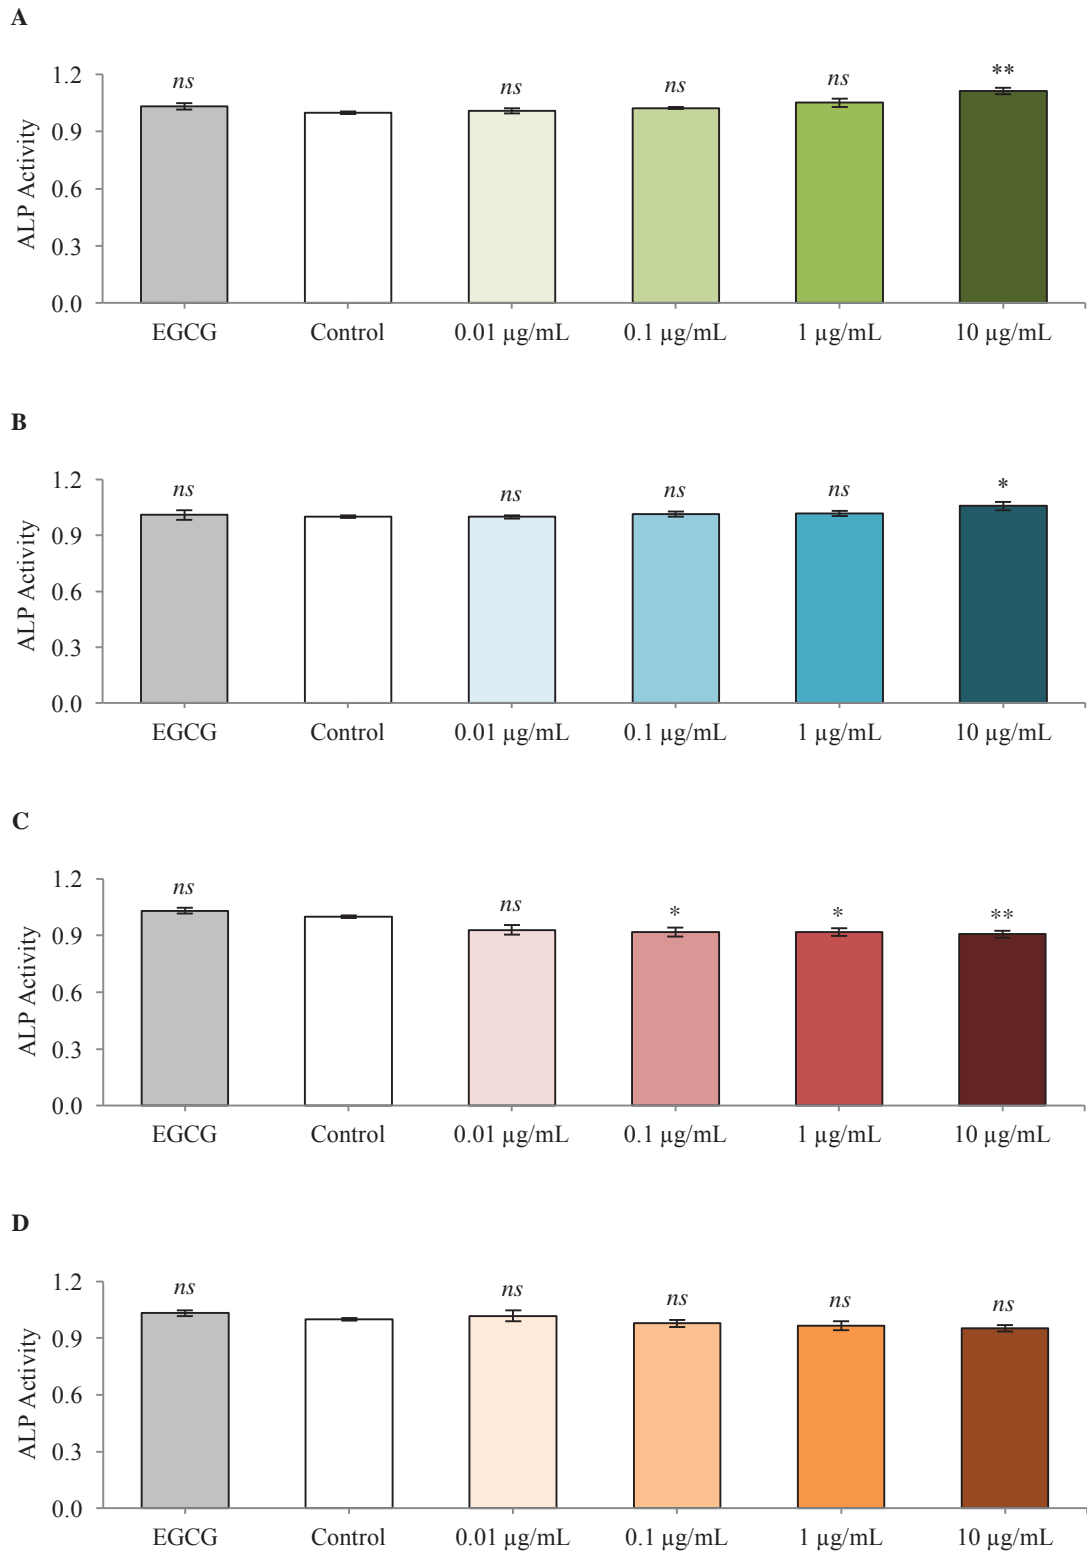 A
ns ns ns ns **
1.2
0.9
0.6
0.3
0.0
ALP Activity
EGCG Control 0.01 µg/mL 0.1 µg/mL 1 µg/mL 10 µg/mL
B
ns ns ns ns *
1.2
0.9
0.6
0.3
0.0
ALP Activity
EGCG Control 0.01 µg/mL 0.1 µg/mL 1 µg/mL 10 µg/mL
C
ns ns * * **
1.2
0.9
0.6
0.3
0.0
ALP Activity
EGCG Control 0.01 µg/mL 0.1 µg/mL 1 µg/mL 10 µg/mL
D
ns ns ns ns ns
1.2
0.9
0.6
0.3
0.0
ALP Activity
EGCG Control 0.01 µg/mL 0.1 µg/mL 1 µg/mL 10 µg/mL